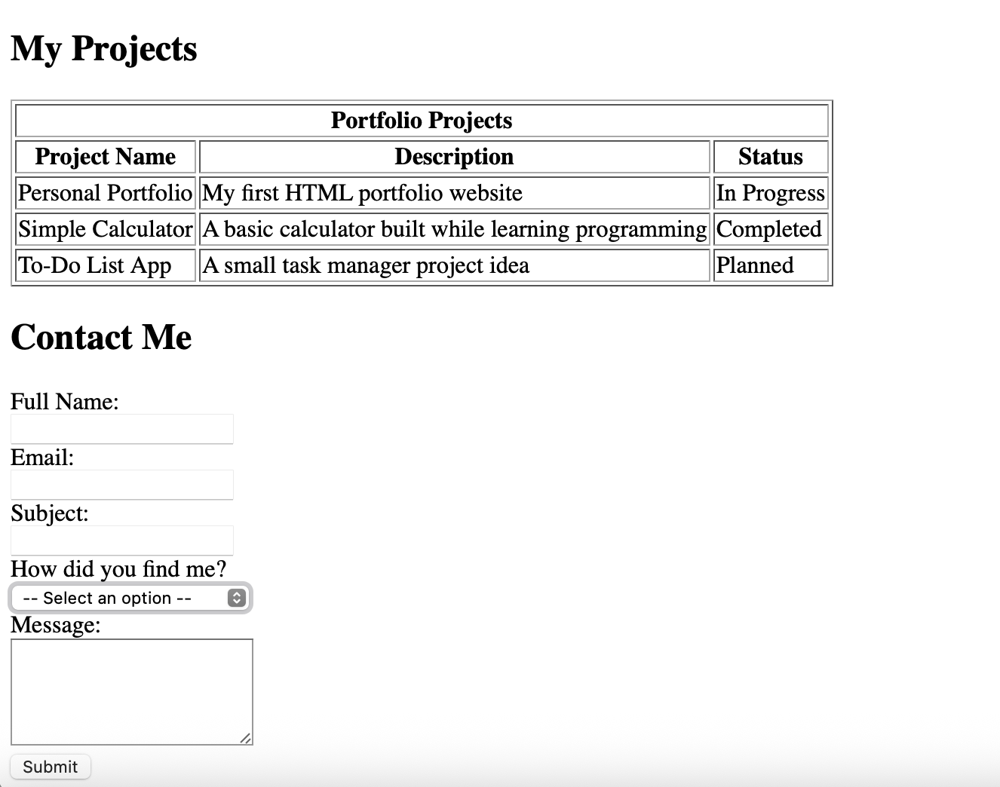 My Projects
Portfolio Projects
Project Name Description Status
Personal Portfolio My first HTML portfolio website In Progress
Simple Calculator A basic calculator built while learning programming Completed
To-Do List App A small task manager project idea Planned
Contact Me
Full Name:
Email:
Subject:
How did you find me?
-- Select an option --
Message:
Submit